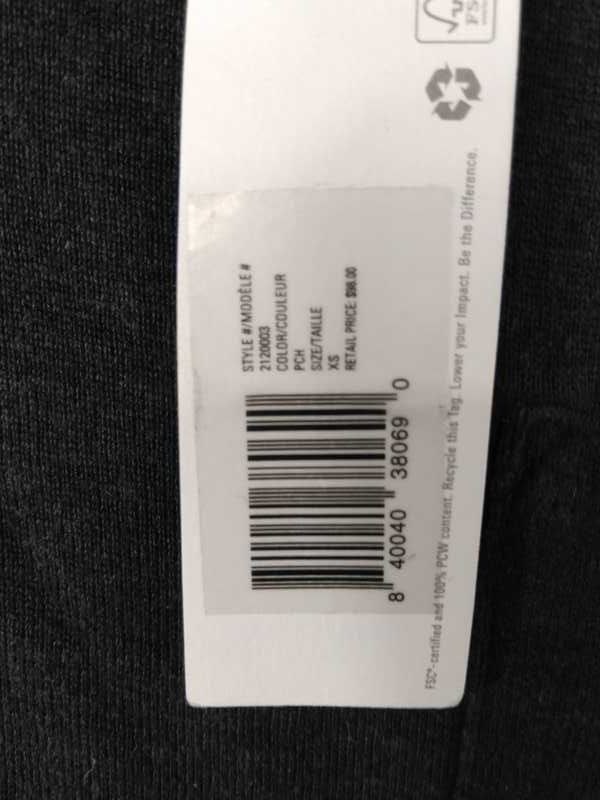 STYLE #/MODÈLE #
2120003
COLOR/COULEUR
PCH
SIZE/TAILLE
XS
RETAIL PRICE: $98.00
8 40040 38069 0
FSC®-certified and 100% PCW content. Recycle this Tag. Lower your Impact. Be the Difference.
FS